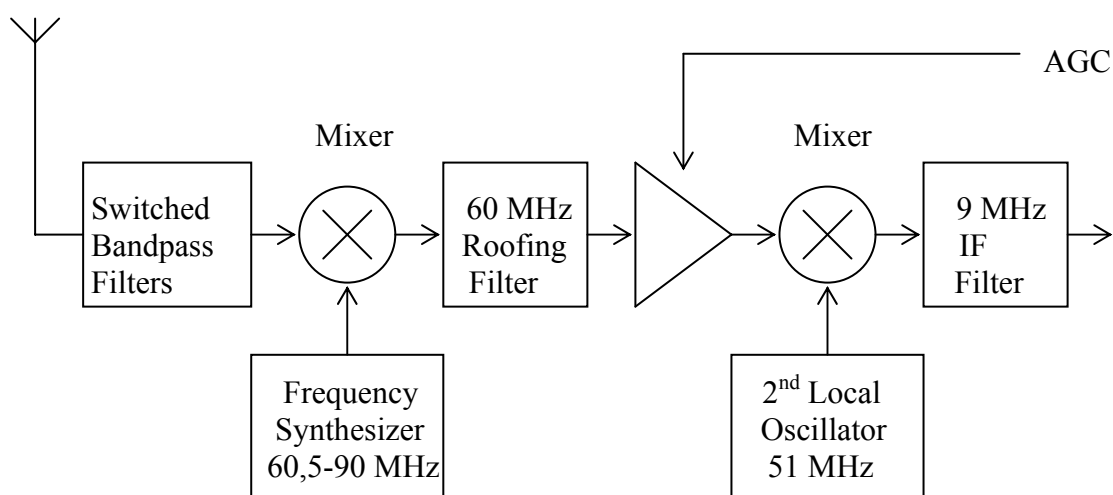 AGC
Mixer
Mixer
Switched
Bandpass
Filters
60 MHz
Roofing
Filter
9 MHz
IF
Filter
Frequency
Synthesizer
60,5-90 MHz
2nd Local
Oscillator
51 MHz